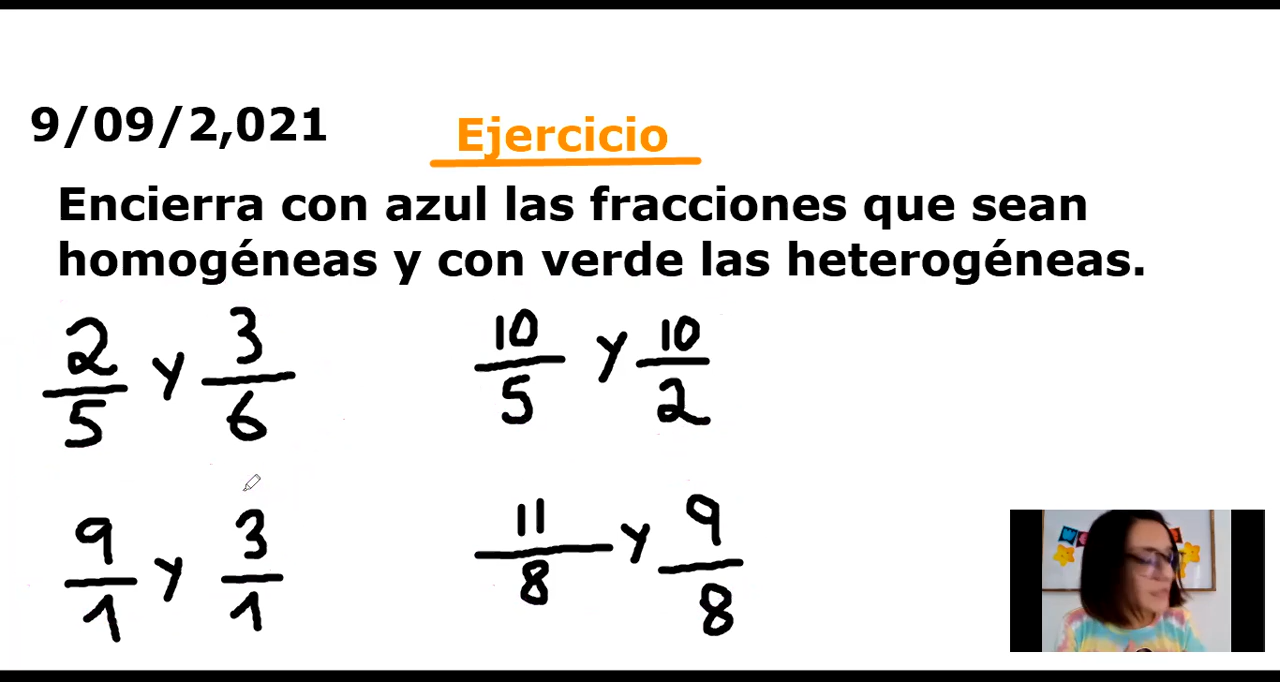 9/09/2,021
Ejercicio
Encierra con azul las fracciones que sean
homogéneas y con verde las heterogéneas.
2/5 y 3/6
10/5 y 10/2
9/1 y 3/1
11/8 y 9/8